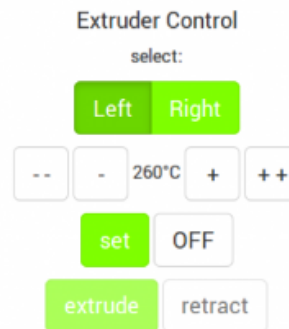 Extruder Control
select:
Left Right
-- - 260°C + ++
set OFF
extrude retract